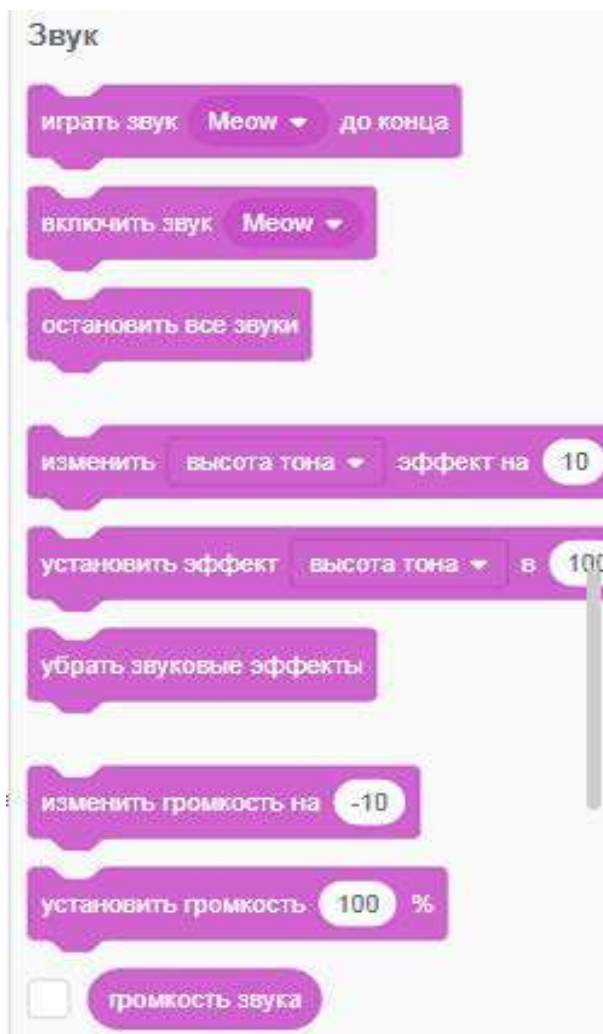 Звук
играть звук Meow до конца
включить звук Meow
остановить все звуки
изменить высота тона эффект на 10
установить эффект высота тона в 100
убрать звуковые эффекты
изменить громкость на -10
установить громкость 100 %
громкость звука